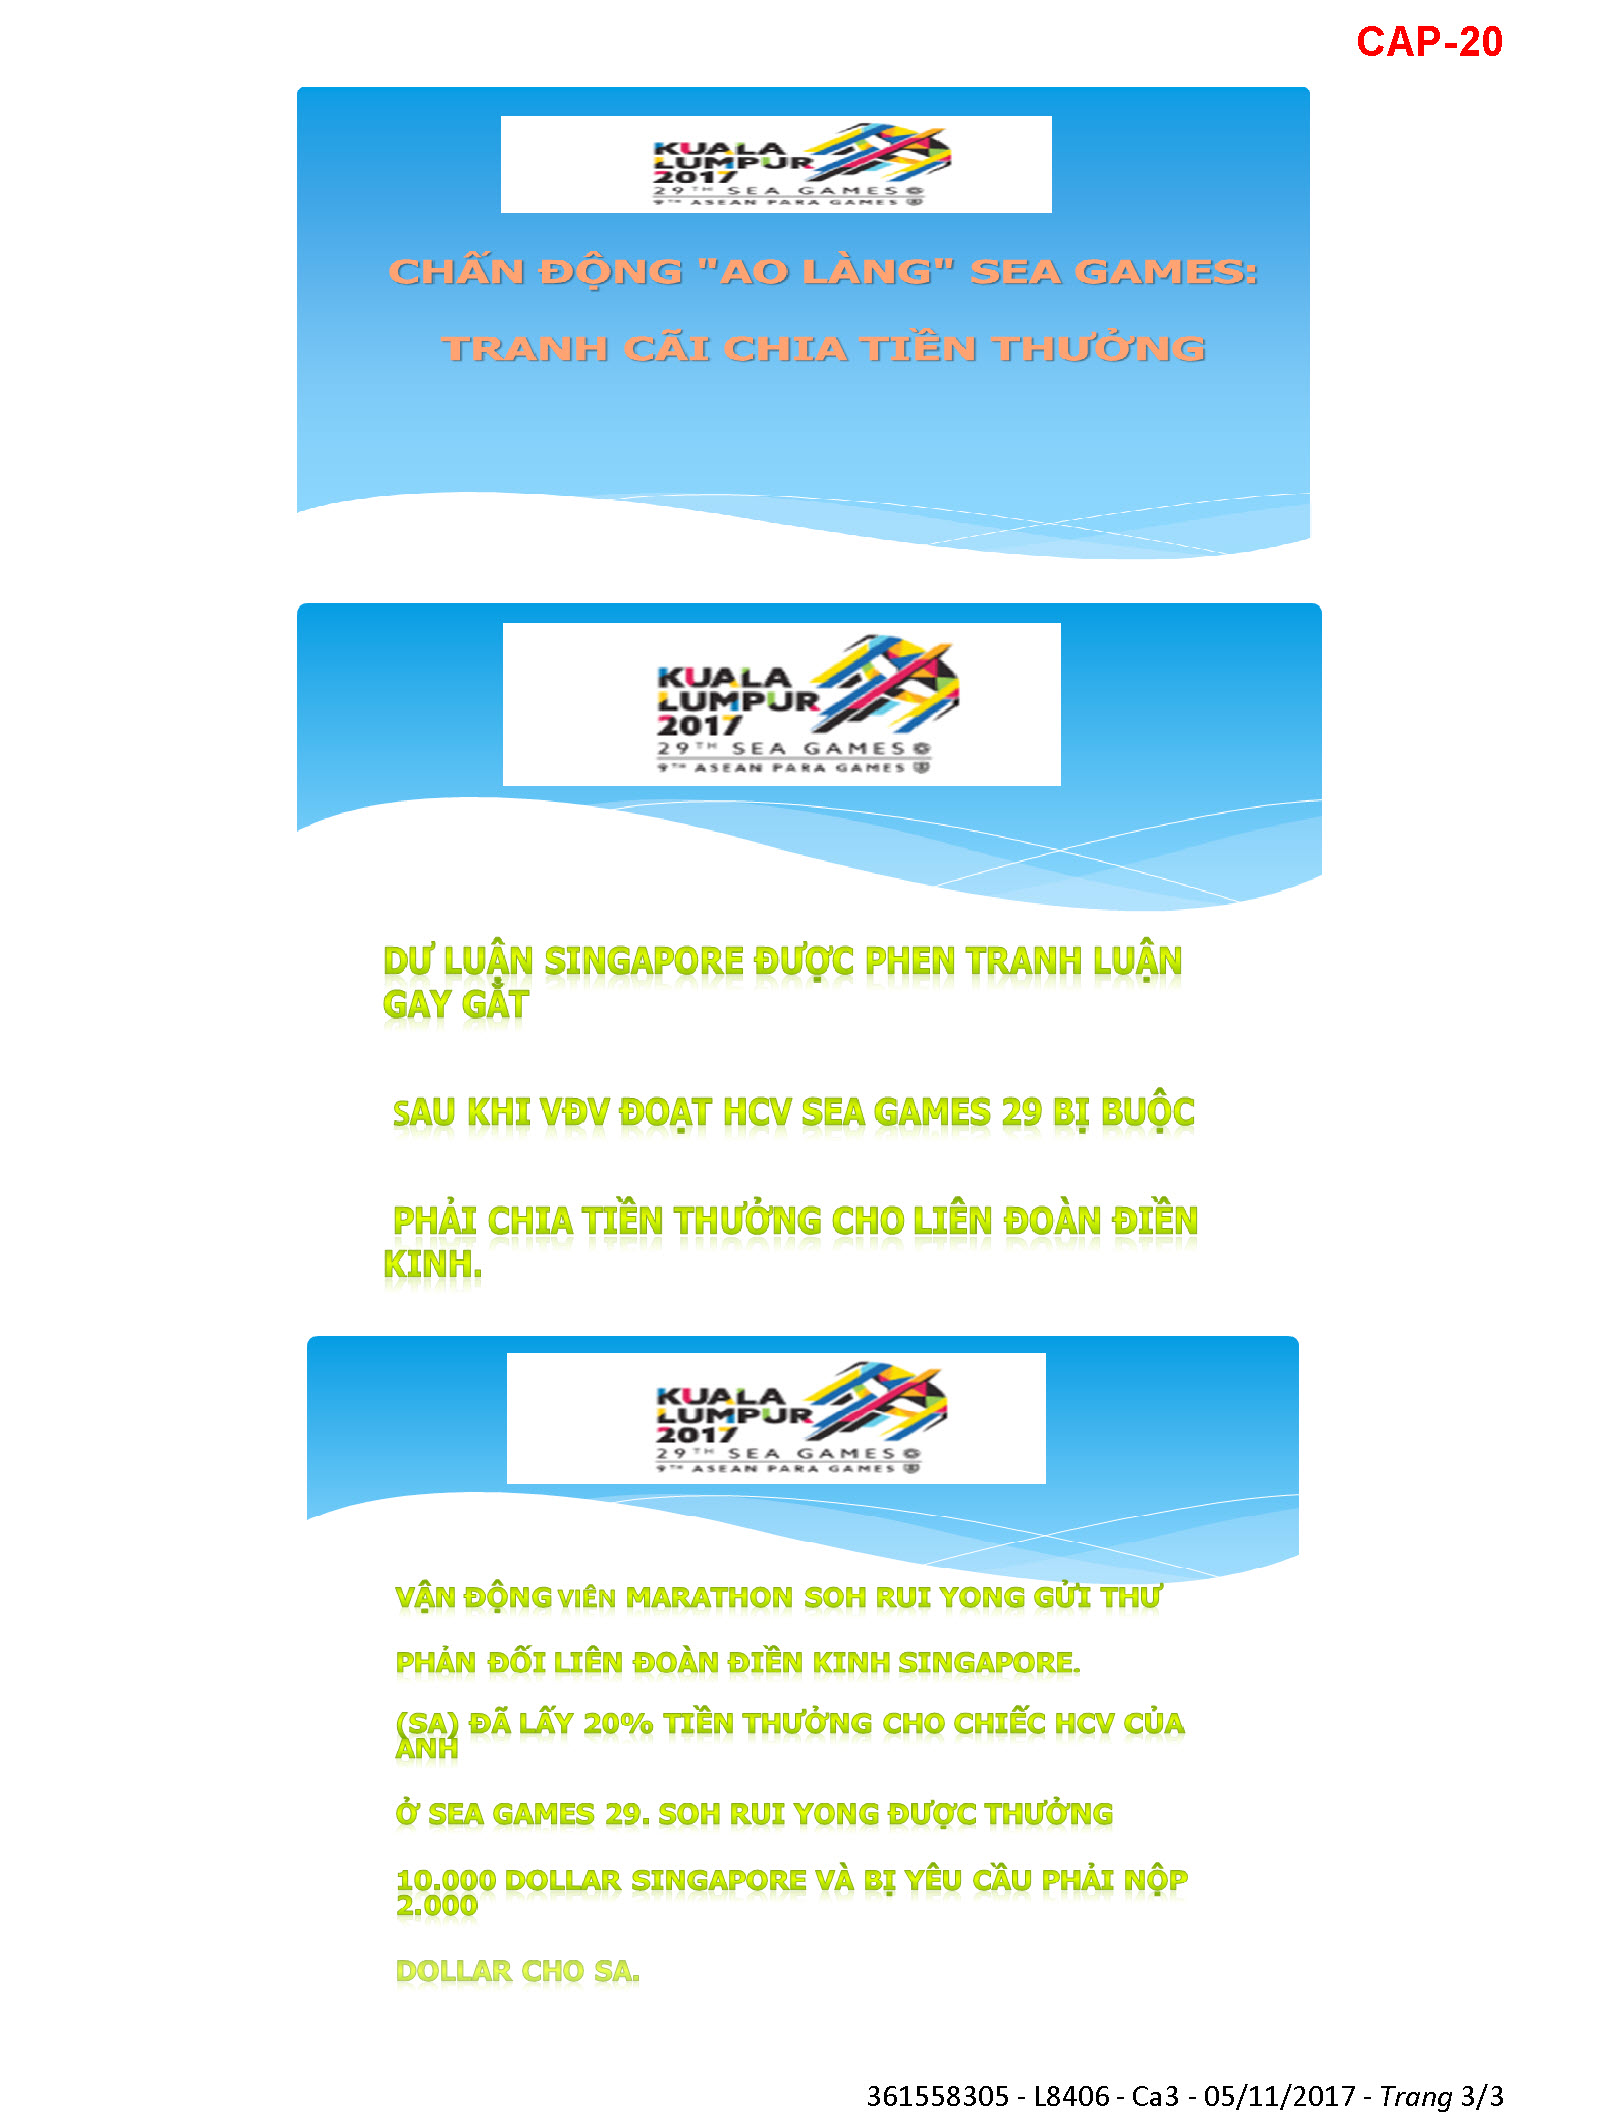 CAP-20
KUALA
LUMPUR
2017
29TH SEA GAMES
9TH ASEAN PARA GAMES
CHẤN ĐỘNG "AO LÀNG" SEA GAMES:
TRANH CÃI CHIA TIỀN THƯỞNG
KUALA
LUMPUR
2017
29TH SEA GAMES
9TH ASEAN PARA GAMES
DƯ LUẬN SINGAPORE ĐƯỢC PHEN TRANH LUẬN
GAY GẮT
SAU KHI VĐV ĐOẠT HCV SEA GAMES 29 BỊ BUỘC
PHẢI CHIA TIỀN THƯỞNG CHO LIÊN ĐOÀN ĐIỀN
KINH.
KUALA
LUMPUR
2017
29TH SEA GAMES
9TH ASEAN PARA GAMES
VẬN ĐỘNG VIÊN MARATHON SOH RUI YONG GỬI THƯ
PHẢN ĐỐI LIÊN ĐOÀN ĐIỀN KINH SINGAPORE.
(SA) ĐÃ LẤY 20% TIỀN THƯỞNG CHO CHIẾC HCV CỦA
ANH
Ở SEA GAMES 29. SOH RUI YONG ĐƯỢC THƯỞNG
10.000 DOLLAR SINGAPORE VÀ BỊ YÊU CẦU PHẢI NỘP
2.000
DOLLAR CHO SA.
361558305 - L8406 - Ca3 - 05/11/2017 - Trang 3/3